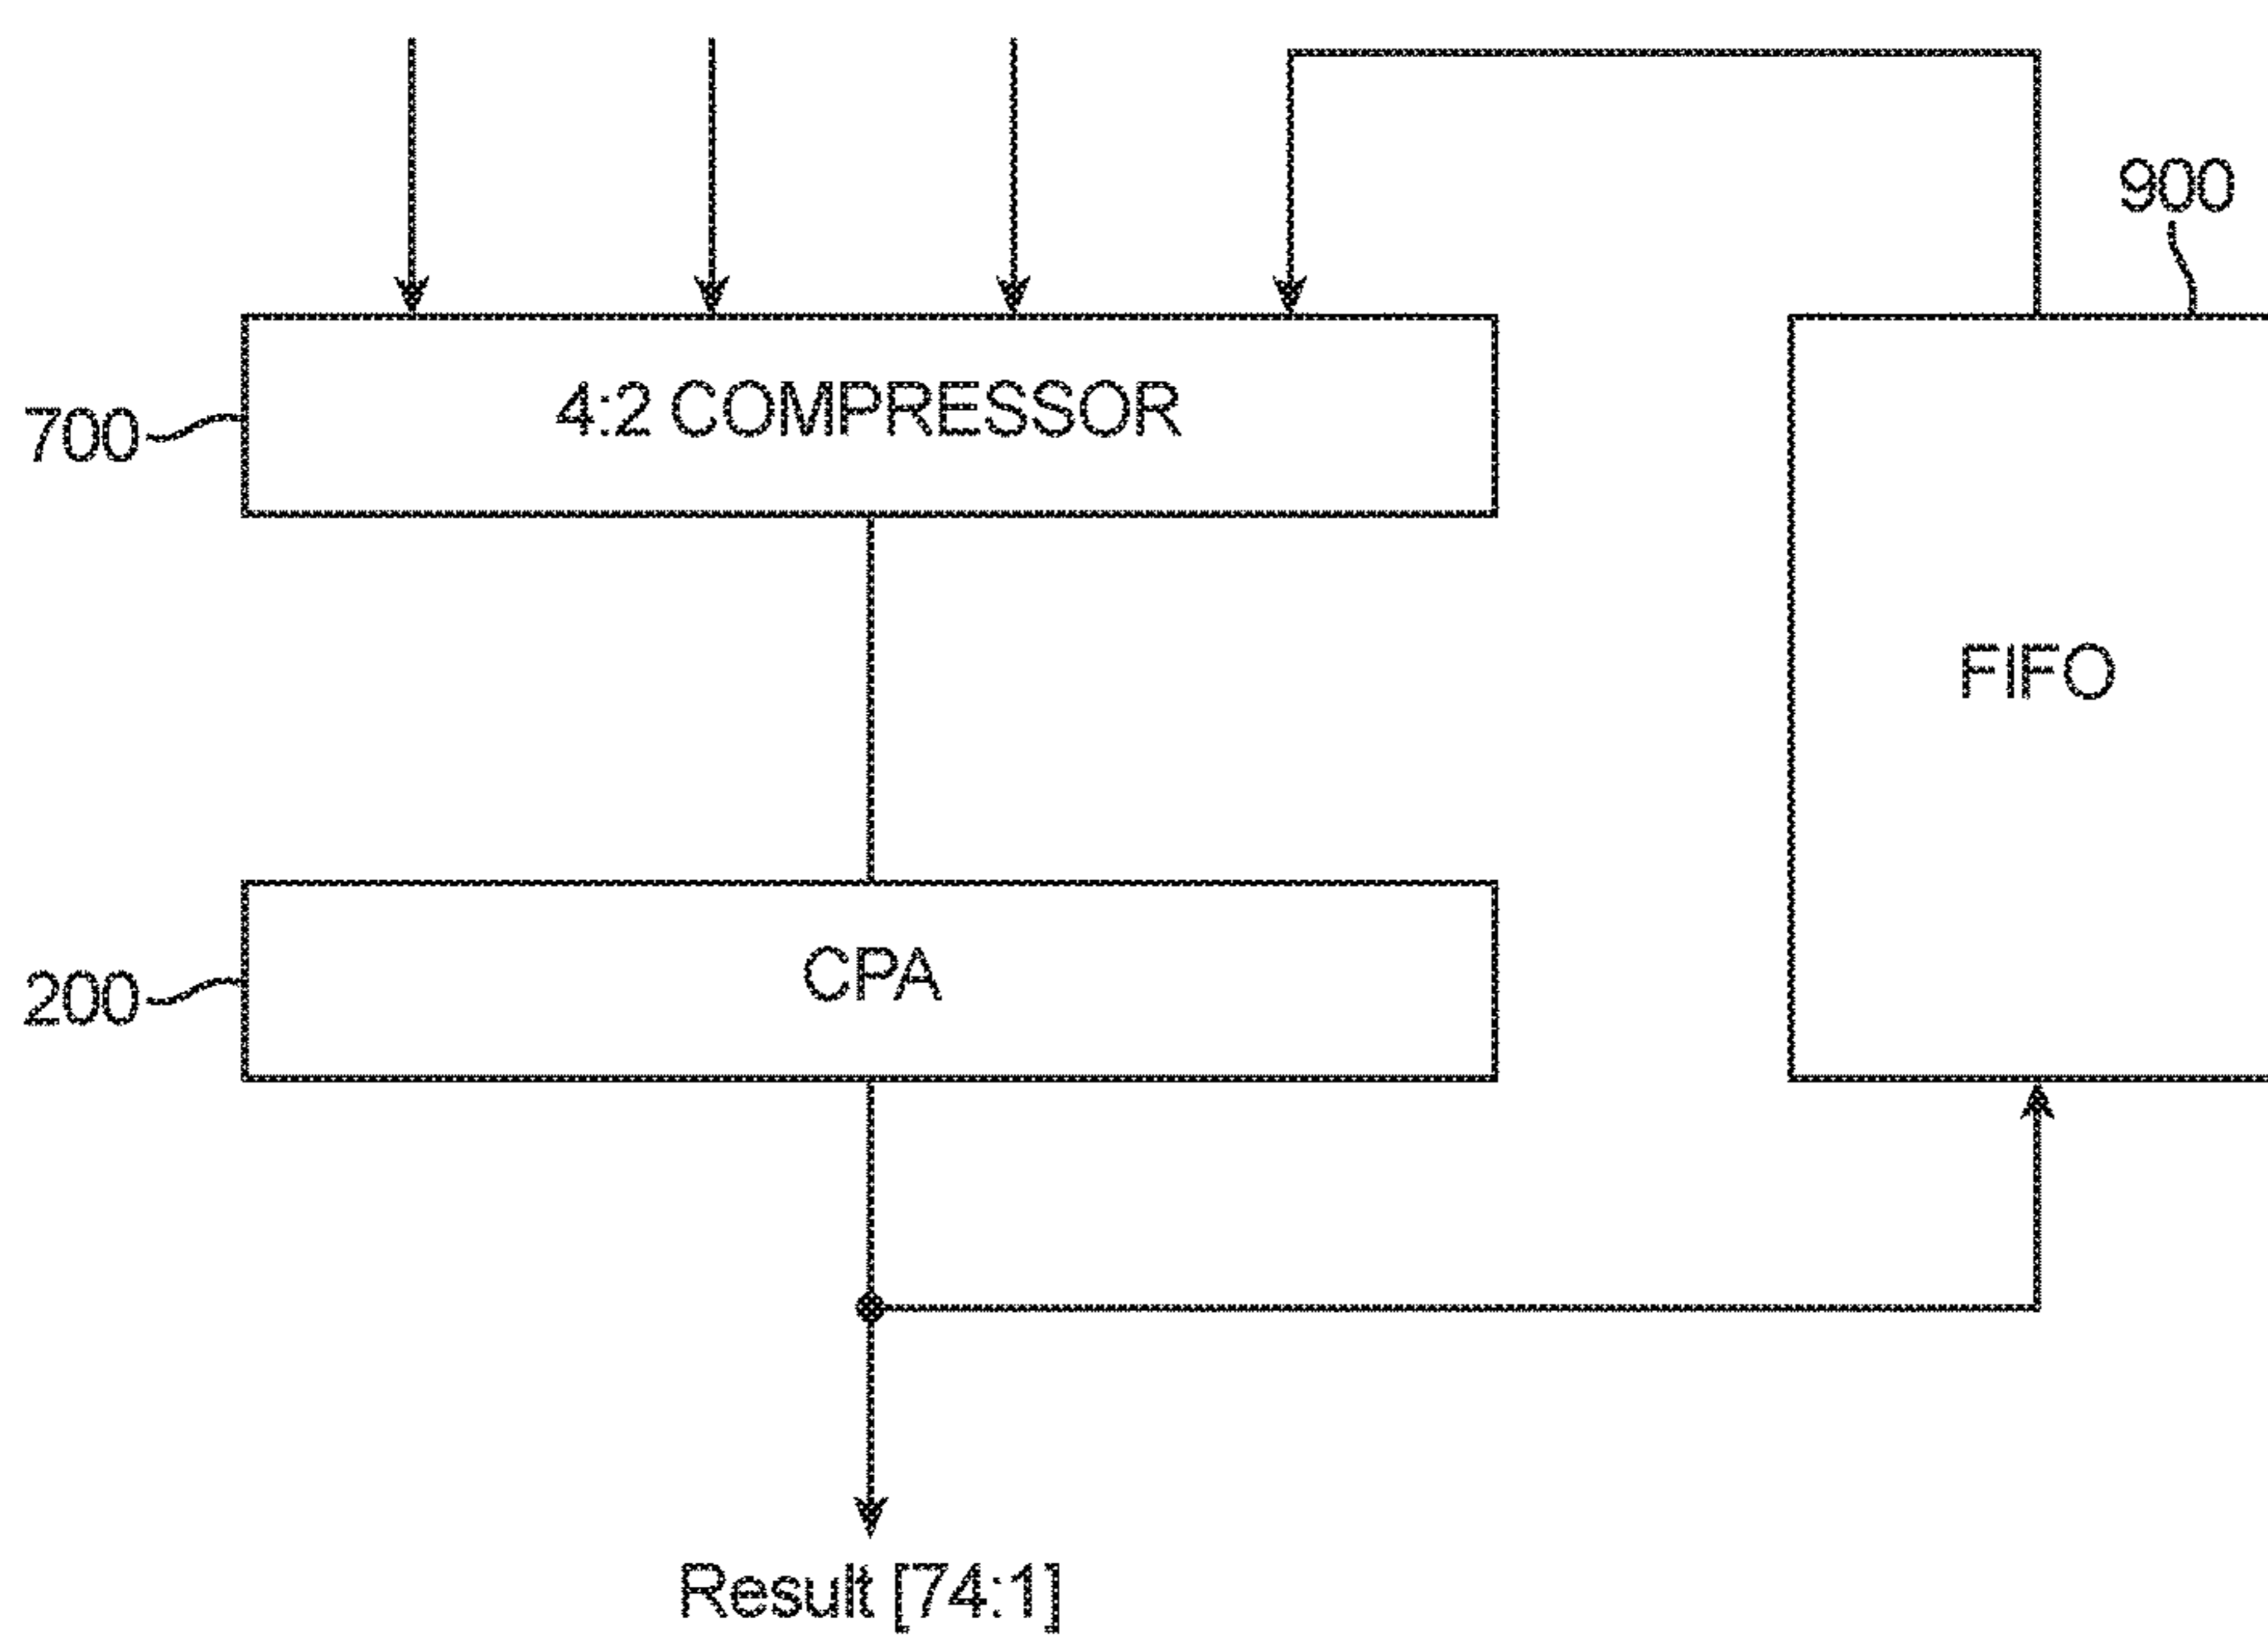 900
4:2 COMPRESSOR
700
FIFO
CPA
200
Result [74:1]